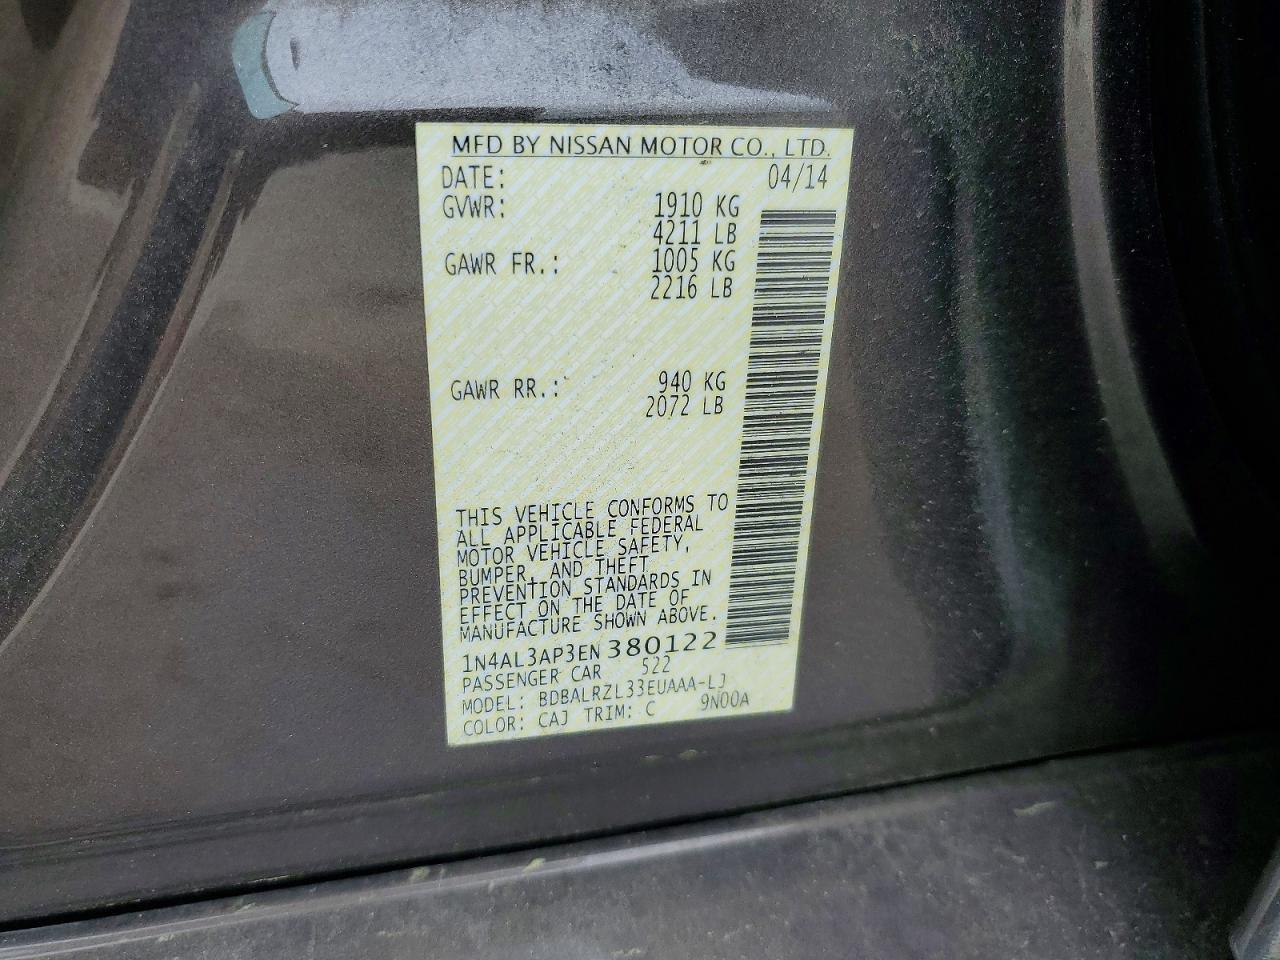 MFD BY NISSAN MOTOR CO., LTD.
DATE: 04/14
GVWR: 1910 KG
4211 LB
GAWR FR.: 1005 KG
2216 LB
GAWR RR.: 940 KG
2072 LB
THIS VEHICLE CONFORMS TO
ALL APPLICABLE FEDERAL
MOTOR VEHICLE SAFETY,
BUMPER, AND THEFT
PREVENTION STANDARDS IN
EFFECT ON THE DATE OF
MANUFACTURE SHOWN ABOVE.
1N4AL3AP3EN380122
PASSENGER CAR 522
MODEL: BDBALRZL33EUAAA-LJ
COLOR: CAJ TRIM: C 9N00A